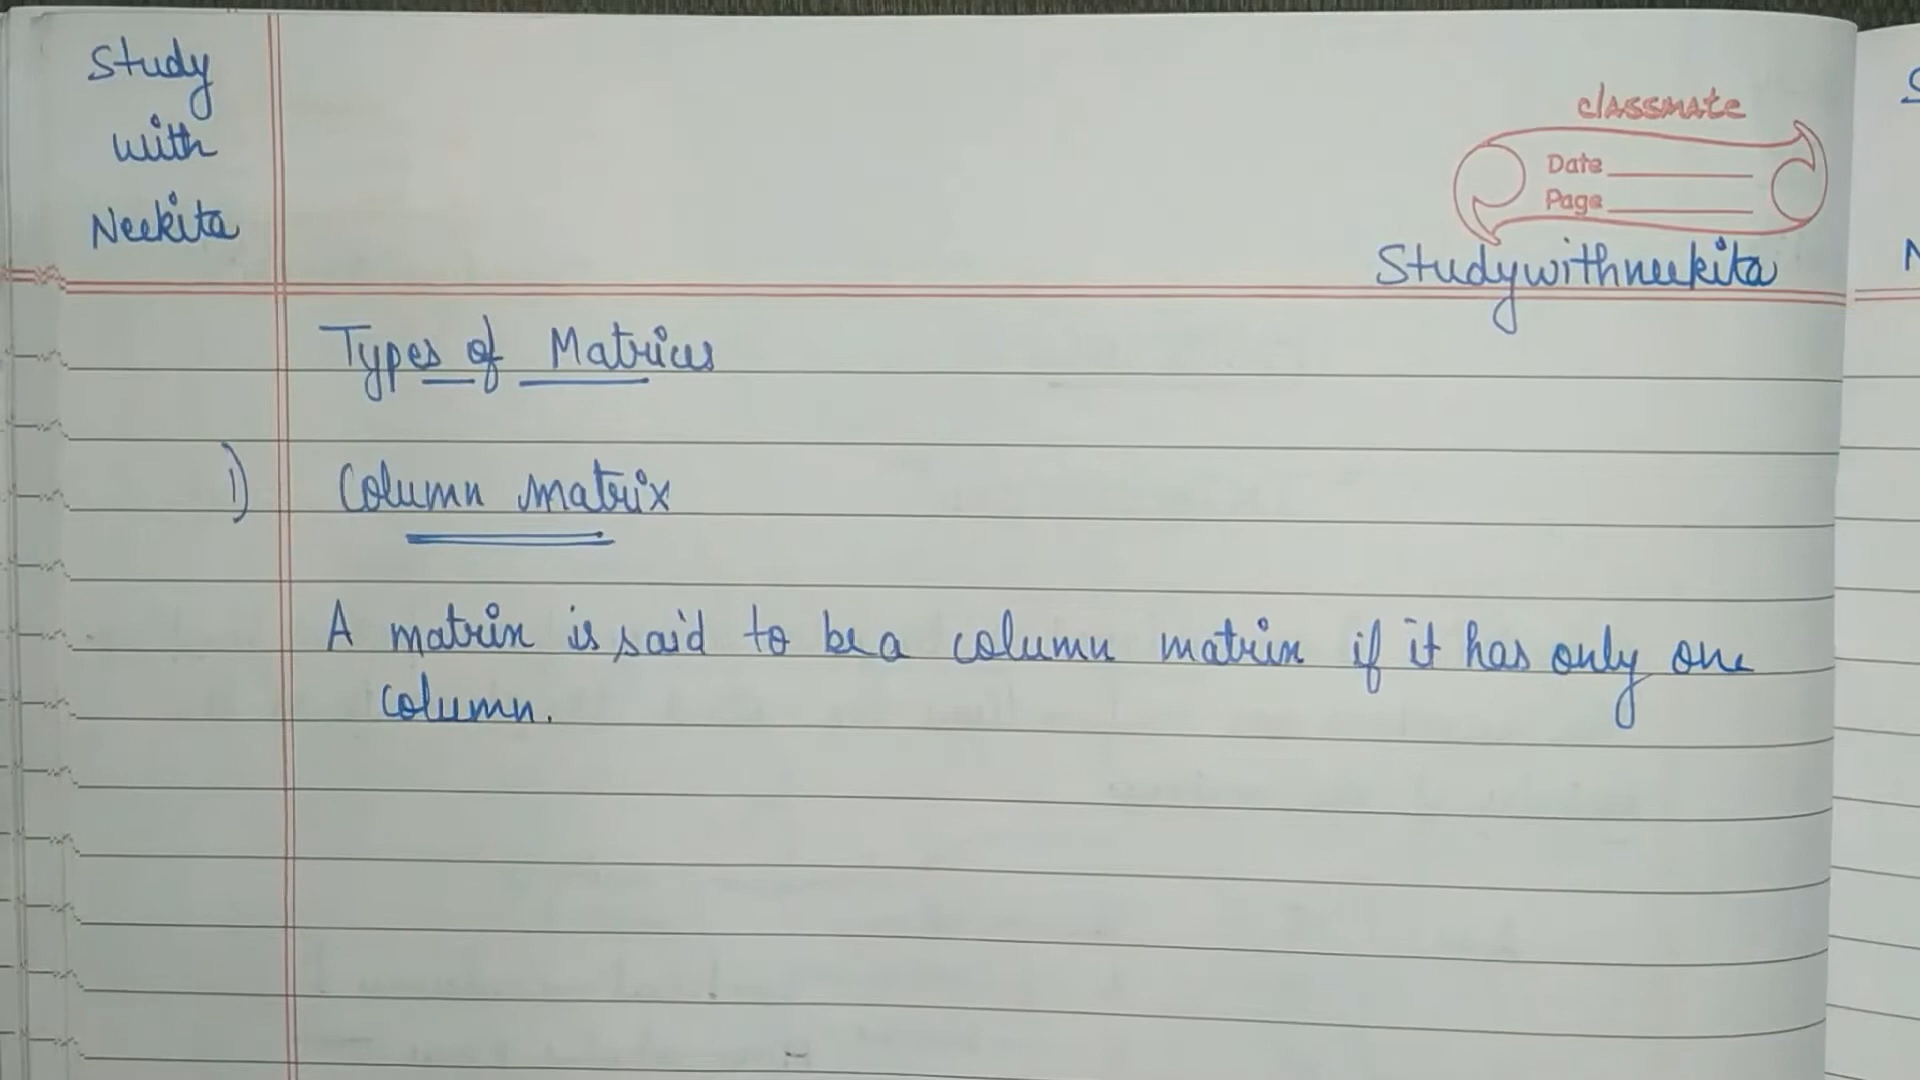 Study
with
Neekita
classmate
Date
Page
Studywithneekita
Types of Matrices
1) Column matrix
A matrix is said to be a column matrix if it has only one
column.